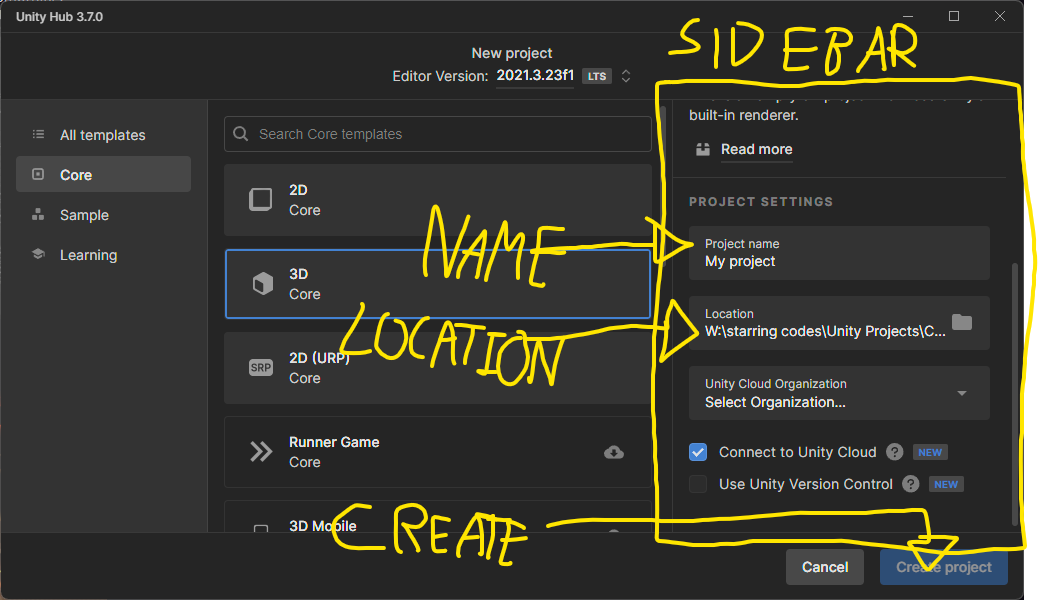 Unity Hub 3.7.0
SIDEBAR
New project
Editor Version: 2021.3.23f1 LTS
All templates
Core
Sample
Learning
Search Core templates
2D
Core
3D
Core
2D (URP)
SRP
Core
Runner Game
Core
3D Mobile
NAME
LOCATION
CREATE
built-in renderer.
Read more
PROJECT SETTINGS
Project name
My project
Location
W:\starring codes\Unity Projects\C...
Unity Cloud Organization
Select Organization...
Connect to Unity Cloud ? NEW
Use Unity Version Control ? NEW
Cancel
Create project